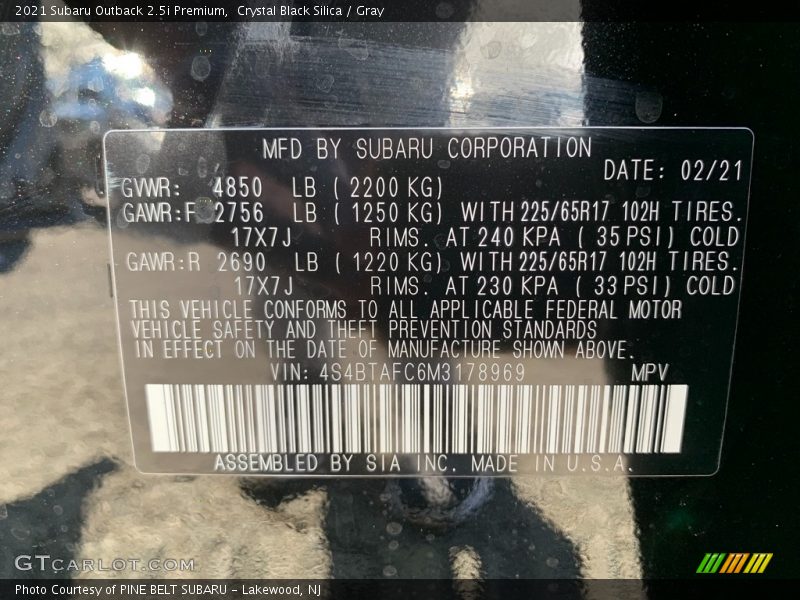 2021 Subaru Outback 2.5i Premium,  Crystal Black Silica / Gray
MFD BY SUBARU CORPORATION
DATE: 02/21
GVWR: 4850 LB ( 2200 KG)
GAWR:F 2756 LB ( 1250 KG) WITH 225/65R17 102H TIRES.
17X7J RIMS. AT 240 KPA ( 35 PSI) COLD
GAWR:R 2690 LB ( 1220 KG) WITH 225/65R17 102H TIRES.
17X7J RIMS. AT 230 KPA ( 33 PSI) COLD
THIS VEHICLE CONFORMS TO ALL APPLICABLE FEDERAL MOTOR
VEHICLE SAFETY AND THEFT PREVENTION STANDARDS
IN EFFECT ON THE DATE OF MANUFACTURE SHOWN ABOVE.
VIN: 4S4BTAFC6M3178969 MPV
ASSEMBLED BY SIA INC. MADE IN U.S.A.
GTCARLOT.COM
Photo Courtesy of PINE BELT SUBARU – Lakewood, NJ